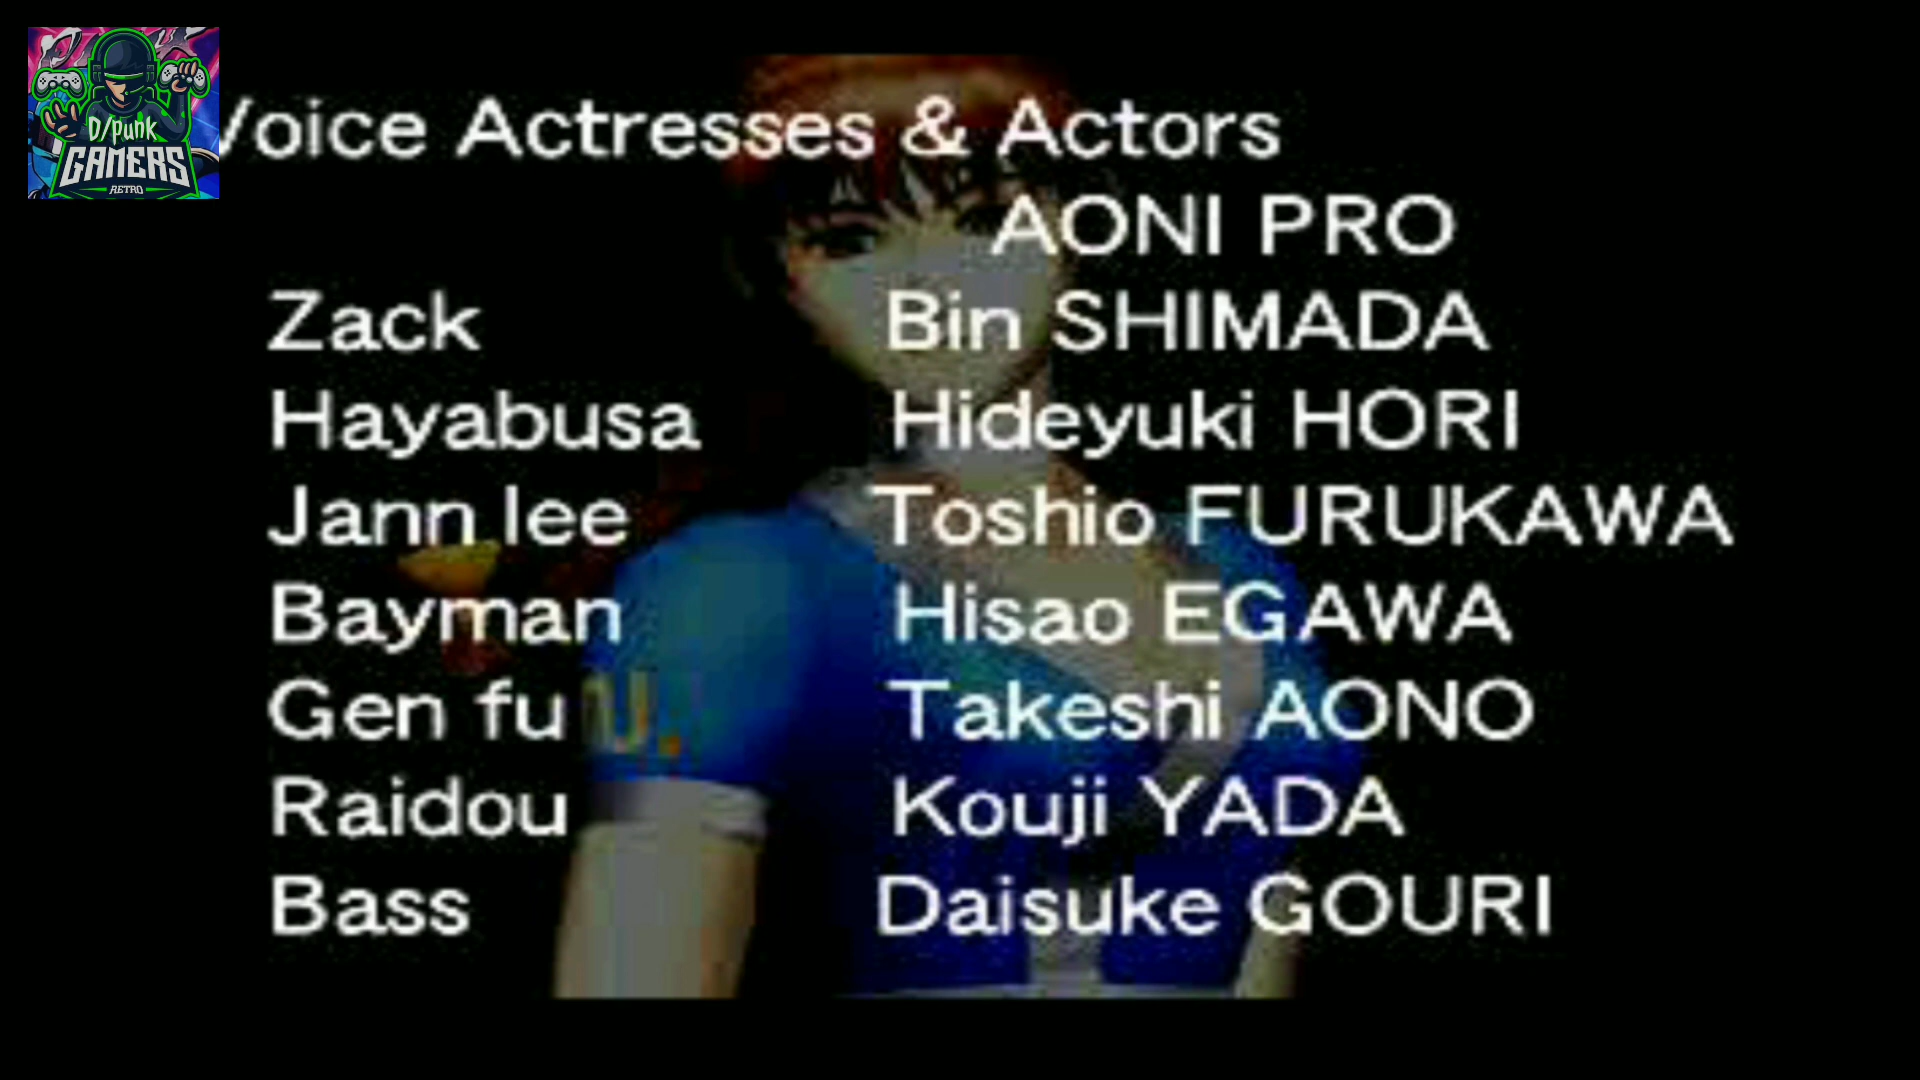 D/punk
GAMERS
RETRO
Voice Actresses & Actors
AONI PRO
Zack Bin SHIMADA
Hayabusa Hideyuki HORI
Jann lee Toshio FURUKAWA
Bayman Hisao EGAWA
Gen fu Takeshi AONO
Raidou Kouji YADA
Bass Daisuke GOURI